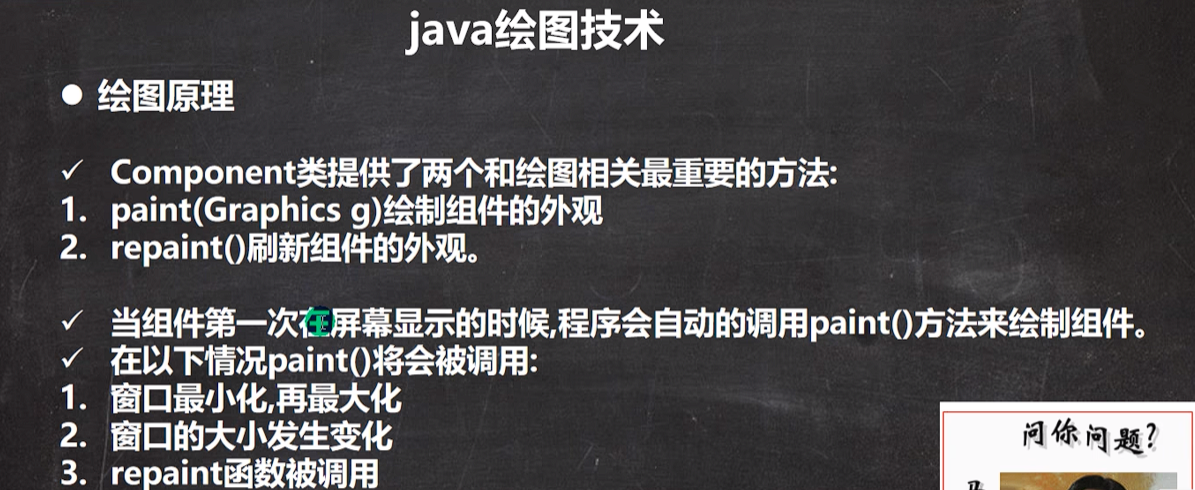 java绘图技术
● 绘图原理
✓ Component类提供了两个和绘图相关最重要的方法:
1. paint(Graphics g)绘制组件的外观
2. repaint()刷新组件的外观。
✓ 当组件第一次在屏幕显示的时候,程序会自动的调用paint()方法来绘制组件。
✓ 在以下情况paint()将会被调用:
1. 窗口最小化,再最大化
2. 窗口的大小发生变化
3. repaint函数被调用
问你问题?